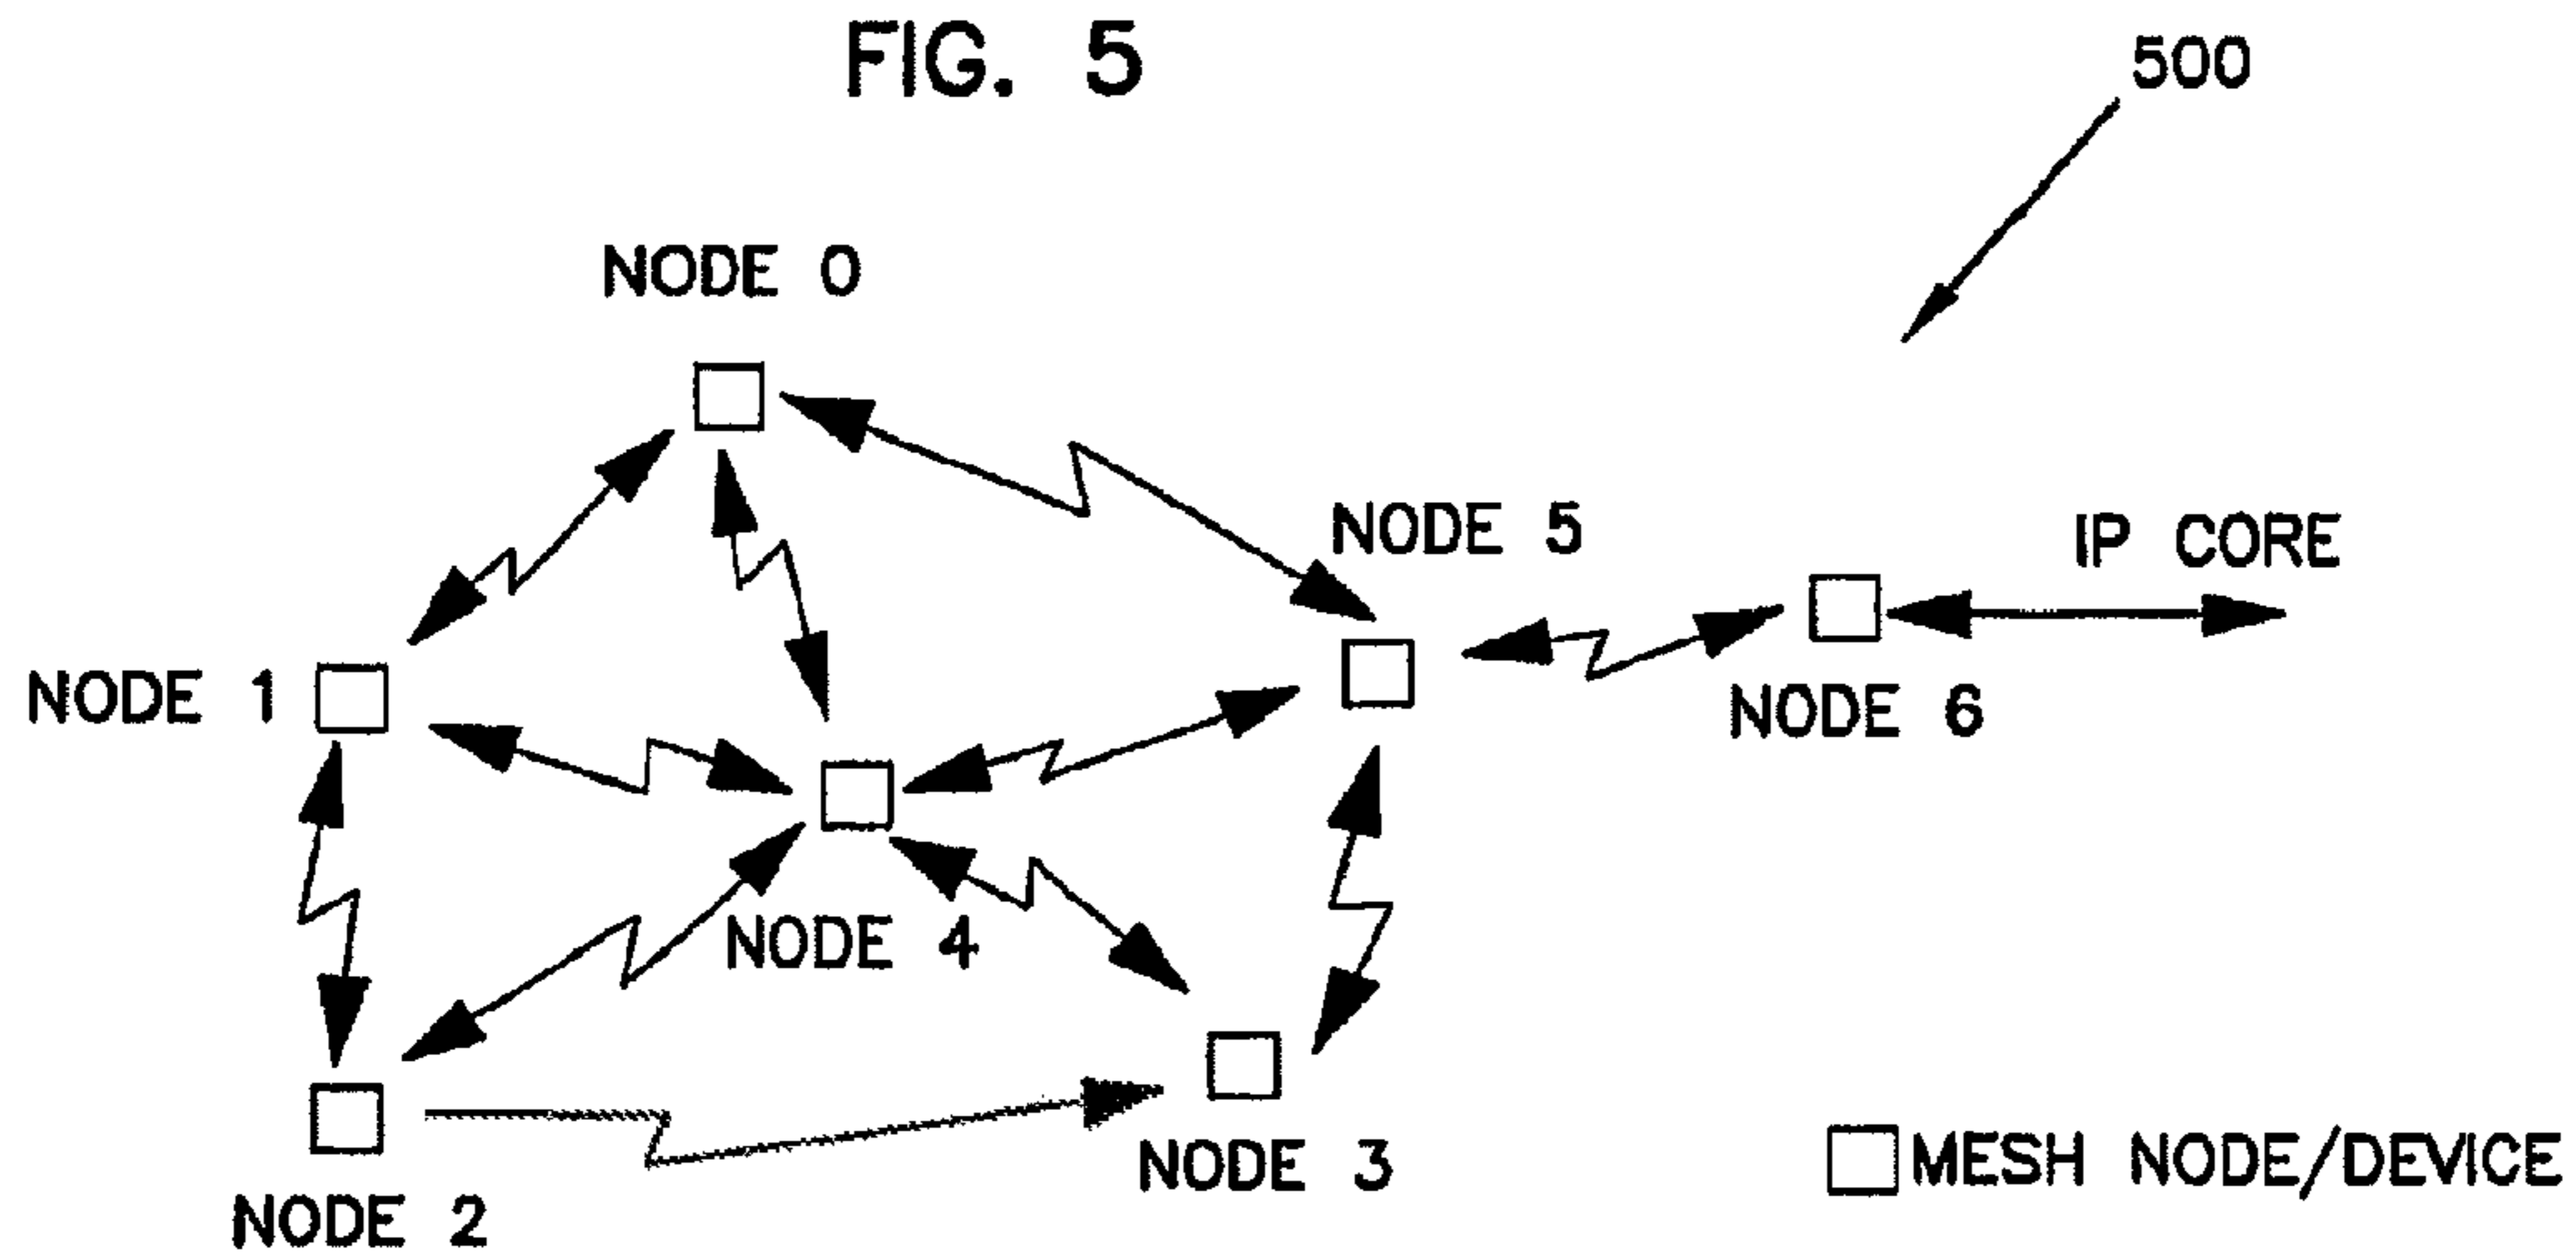 FIG. 5
500
NODE 0
NODE 5
IP CORE
NODE 1
NODE 6
NODE 4
NODE 3
MESH NODE/DEVICE
NODE 2